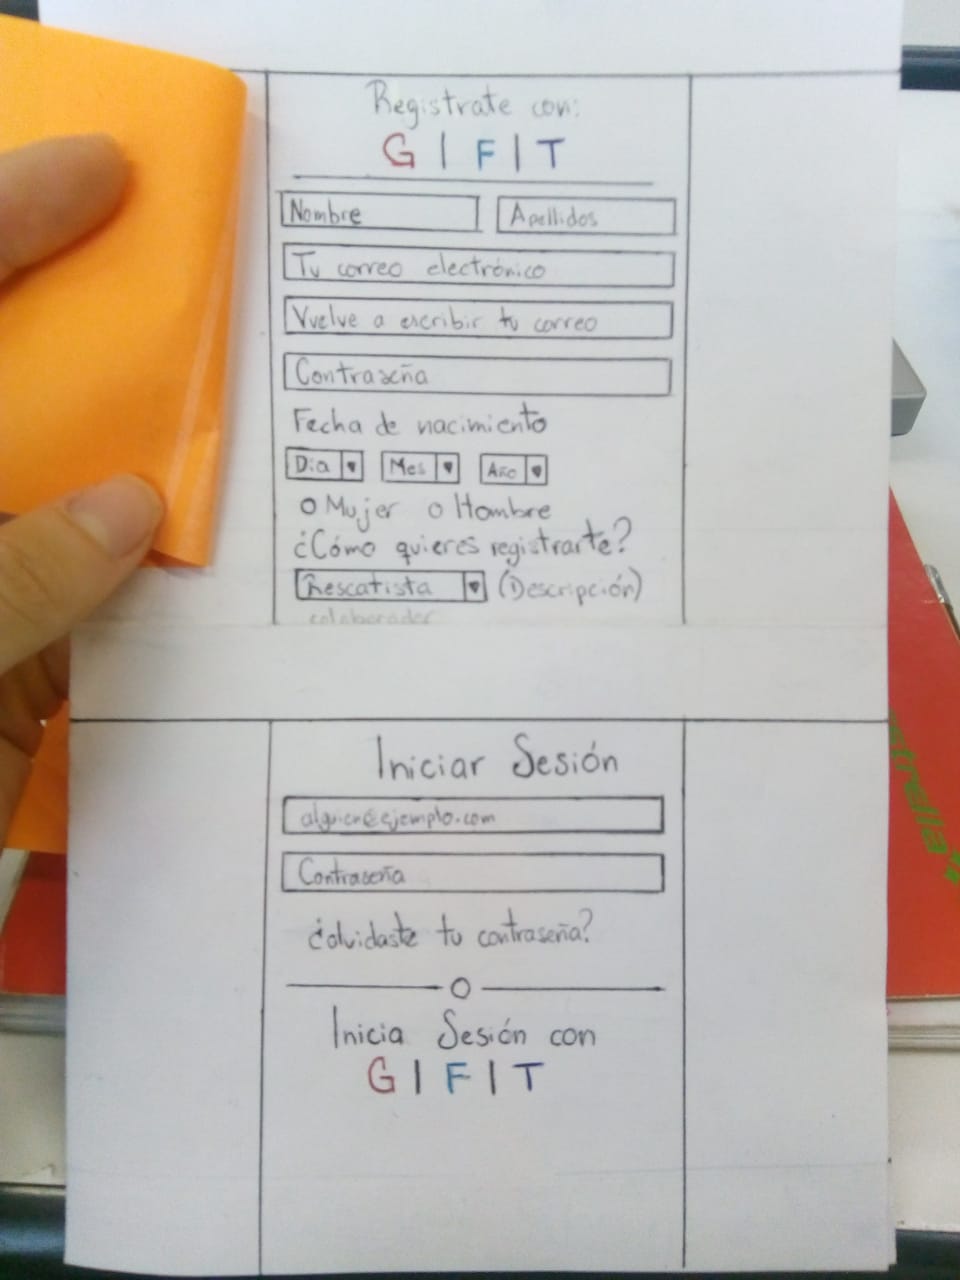 Registrate con:
G | F | T
Nombre Apellidos
Tu correo electrónico
Vuelve a escribir tu correo
Contraseña
Fecha de nacimiento
Día Mes Año
O Mujer O Hombre
¿Cómo quieres registrarte?
Rescatista (Descripción)
colaborador
Iniciar Sesión
alguien@ejemplo.com
Contraseña
¿olvidaste tu contraseña?
O
Inicia Sesión con
G | F | T
strella